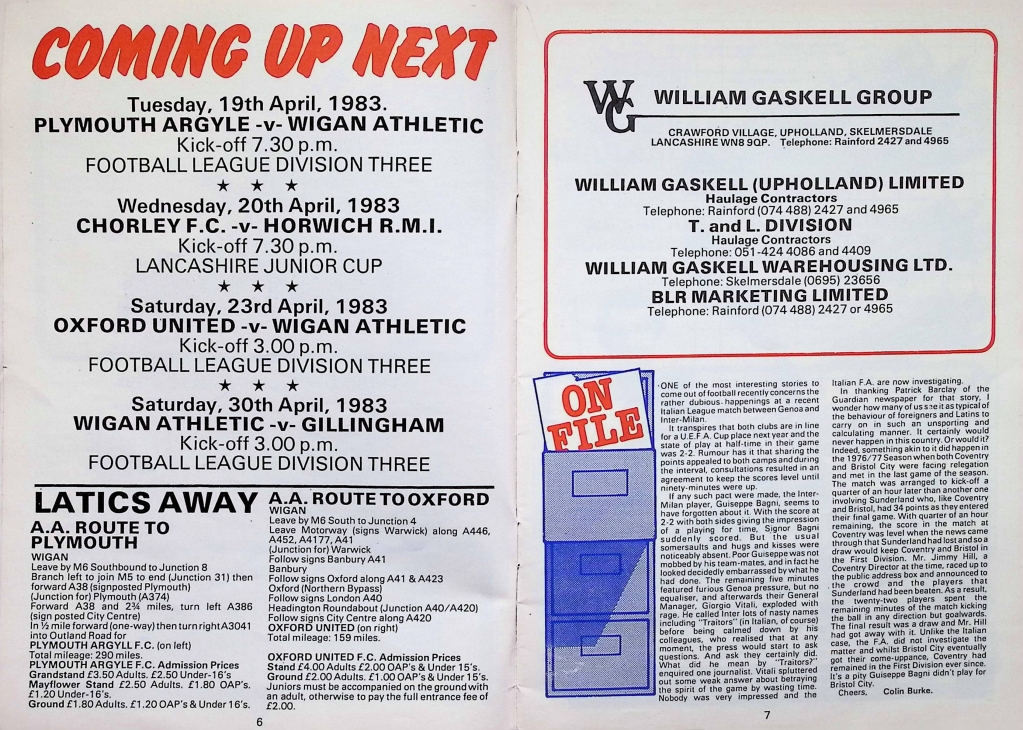 COMING UP NEXT
Tuesday, 19th April, 1983.
PLYMOUTH ARGYLE -v- WIGAN ATHLETIC
Kick-off 7.30 p.m.
FOOTBALL LEAGUE DIVISION THREE
★ ★ ★
Wednesday, 20th April, 1983
CHORLEY F.C. -v- HORWICH R.M.I.
Kick-off 7.30 p.m.
LANCASHIRE JUNIOR CUP
★ ★ ★
Saturday, 23rd April, 1983
OXFORD UNITED -v- WIGAN ATHLETIC
Kick-off 3.00 p.m.
FOOTBALL LEAGUE DIVISION THREE
★ ★ ★
Saturday, 30th April, 1983
WIGAN ATHLETIC -v- GILLINGHAM
Kick-off 3.00 p.m.
FOOTBALL LEAGUE DIVISION THREE
LATICS AWAY
A.A. ROUTE TO
PLYMOUTH
WIGAN
Leave by M6 Southbound to Junction 8
Branch left to join M5 to end (Junction 31) then
forward A38 (signposted Plymouth)
(Junction for) Plymouth (A374)
Forward A38 and 2¾ miles, turn left A386
(sign posted City Centre)
In ½ mile forward (one-way) then turn right A3041
into Outland Road for
PLYMOUTH ARGYLL F.C. (on left)
Total mileage: 290 miles.
PLYMOUTH ARGYLE F.C. Admission Prices
Grandstand £3.50 Adults. £2.50 Under-16's
Mayflower Stand £2.50 Adults. £1.80 OAP's.
£1.20 Under-16's.
Ground £1.80 Adults. £1.20 OAP's & Under 16's.
A.A. ROUTE TO OXFORD
WIGAN
Leave by M6 South to Junction 4
Leave Motorway (signs Warwick) along A446,
A452, A4177, A41
(Junction for) Warwick
Follow signs Banbury A41
Banbury
Follow signs Oxford along A41 & A423
Oxford (Northern Bypass)
Follow signs London A40
Headington Roundabout (Junction A40/A420)
Follow signs City Centre along A420
OXFORD UNITED (on right)
Total mileage: 159 miles.
OXFORD UNITED F.C. Admission Prices
Stand £4.00 Adults £2.00 OAP's & Under 15's.
Ground £2.00 Adults. £1.00 OAP's & Under 15's.
Juniors must be accompanied on the ground with
an adult, otherwise to pay the full entrance fee of
£2.00.
6
WG WILLIAM GASKELL GROUP
CRAWFORD VILLAGE, UPHOLLAND, SKELMERSDALE
LANCASHIRE WN8 9QP. Telephone: Rainford 2427 and 4965
WILLIAM GASKELL (UPHOLLAND) LIMITED
Haulage Contractors
Telephone: Rainford (074 488) 2427 and 4965
T. and L. DIVISION
Haulage Contractors
Telephone: 051-424 4086 and 4409
WILLIAM GASKELL WAREHOUSING LTD.
Telephone: Skelmersdale (0695) 23656
BLR MARKETING LIMITED
Telephone: Rainford (074 488) 2427 or 4965
ON
FILE
ONE of the most interesting stories to
come out of football recently concerns the
rather dubious happenings at a recent
Italian League match between Genoa and
Inter-Milan.
It transpires that both clubs are in line
for a U.E.F.A. Cup place next year and the
state of play at half-time in their game
was 2-2. Rumour has it that sharing the
points appealed to both camps and during
the interval, consultations resulted in an
agreement to keep the scores level until
ninety-minutes were up.
If any such pact were made, the Inter-
Milan player, Guiseppe Bagni, seems to
have forgotten about it. With the score at
2-2 with both sides giving the impression
of a playing for time, Signor Bagni
suddenly scored. But the usual
somersaults and hugs and kisses were
noticeably absent. Poor Guiseppe was not
mobbed by his team-mates, and in fact he
looked decidedly embarrassed by what he
had done. The remaining five minutes
featured furious Genoa pressure, but no
equaliser, and afterwards their General
Manager, Giorgio Vitali, exploded with
rage. He called Inter lots of nasty names
including "Traitors" (in Italian, of course)
before being calmed down by his
colleagues, who realised that at any
moment, the press would start to ask
questions. And ask they certainly did.
What did he mean by "Traitors?"
enquired one journalist. Vitali spluttered
out some weak answer about betraying
the spirit of the game by wasting time.
Nobody was very impressed and the
Italian F.A. are now investigating.
In thanking Patrick Barclay of the
Guardian newspaper for that story, I
wonder how many of us see it as typical of
the behaviour of foreigners and Latins to
carry on in such an unsporting and
calculating manner. It certainly would
never happen in this country. Or would it?
Indeed, something akin to it did happen in
the 1976/77 Season when both Coventry
and Bristol City were facing relegation
and met in the last game of the season.
The match was arranged to kick-off a
quarter of an hour later than another one
involving Sunderland who, like Coventry
and Bristol, had 34 points as they entered
their final game. With quarter of an hour
remaining, the score in the match at
Coventry was level when the news came
through that Sunderland had lost and so a
draw would keep Coventry and Bristol in
the First Division. Mr. Jimmy Hill, a
Coventry Director at the time, raced up to
the public address box and announced to
the crowd and the players that
Sunderland had been beaten. As a result,
the twenty-two players spent the
remaining minutes of the match kicking
the ball in any direction but goalwards.
The final result was a draw and Mr. Hill
had got away with it. Unlike the Italian
case, the F.A. did not investigate the
matter and whilst Bristol City eventually
got their come-uppance, Coventry had
remained in the First Division ever since.
It's a pity Guiseppe Bagni didn't play for
Bristol City.
Cheers, Colin Burke.
7